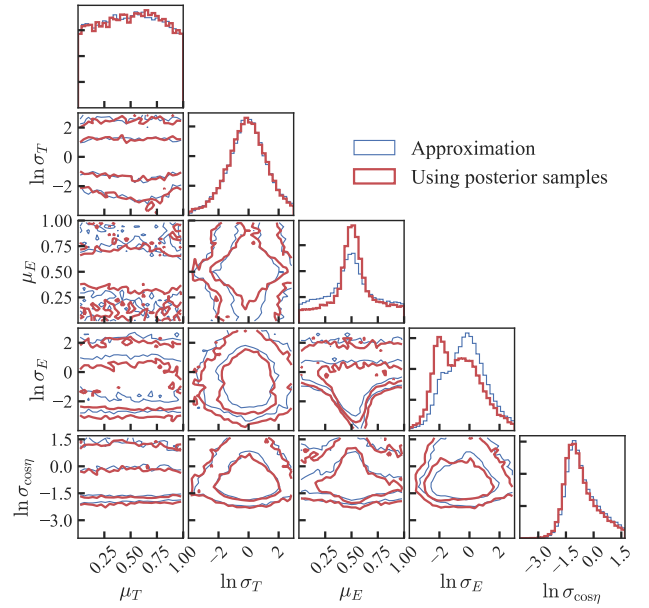 Approximation
Using posterior samples
ln σ_T
2
0
−2
μ_E
1.00
0.75
0.50
0.25
ln σ_E
2
0
−2
ln σ_cosη
1.5
0.0
−1.5
−3.0
0.25 0.50 0.75 1.00 −2 0 2 0.25 0.50 0.75 1.00 −2 0 2 −3.0 −1.5 0.0 1.5
μ_T ln σ_T μ_E ln σ_E ln σ_cosη